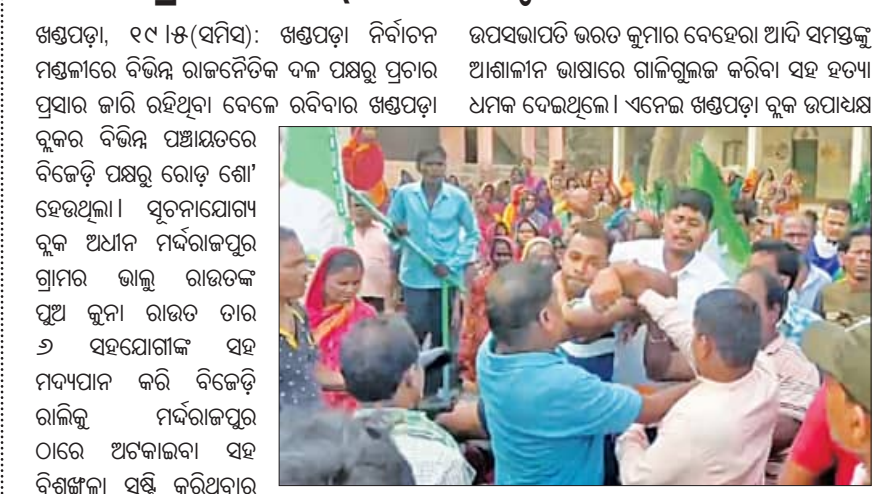 ଖଣ୍ଡପଡ଼ା, ୧୯।୫(ସମିସ): ଖଣ୍ଡପଡ଼ା ନିର୍ବାଚନ
ମଣ୍ଡଳୀରେ ବିଭିନ୍ନ ରାଜନୈତିକ ଦଳ ପକ୍ଷରୁ ପ୍ରଚାର
ପ୍ରସାର ଜାରି ରହିଥିବା ବେଳେ ରବିବାର ଖଣ୍ଡପଡ଼ା
ବ୍ଲକର ବିଭିନ୍ନ ପଞ୍ଚାୟତରେ
ବିଜେଡ଼ି ପକ୍ଷରୁ ରୋଡ଼ ଶୋ’
ହେଉଥିଲା। ସୂଚନାଯୋଗ୍ୟ
ବ୍ଲକ ଅଧୀନ ମର୍ଦ୍ଦରାଜପୁର
ଗ୍ରାମର ଭାଲୁ ରାଉତଙ୍କ
ପୁଅ କୁନା ରାଉତ ତାର
୬ ସହଯୋଗୀଙ୍କ ସହ
ମଦ୍ୟପାନ କରି ବିଜେଡ଼ି
ରାଲିକୁ ମର୍ଦ୍ଦରାଜପୁର
ଠାରେ ଅଟକାଇବା ସହ
ବିଶୃଙ୍ଖଳା ସୃଷ୍ଟି କରିଥିବାର
ଉପସଭାପତି ଭରତ କୁମାର ବେହେରା ଆଦି ସମସ୍ତଙ୍କୁ
ଆଶାଳୀନ ଭାଷାରେ ଗାଳିଗୁଲଜ କରିବା ସହ ହତ୍ୟା
ଧମକ ଦେଇଥିଲେ। ଏନେଇ ଖଣ୍ଡପଡ଼ା ବ୍ଲକ ଉପାଧ୍ୟକ୍ଷ